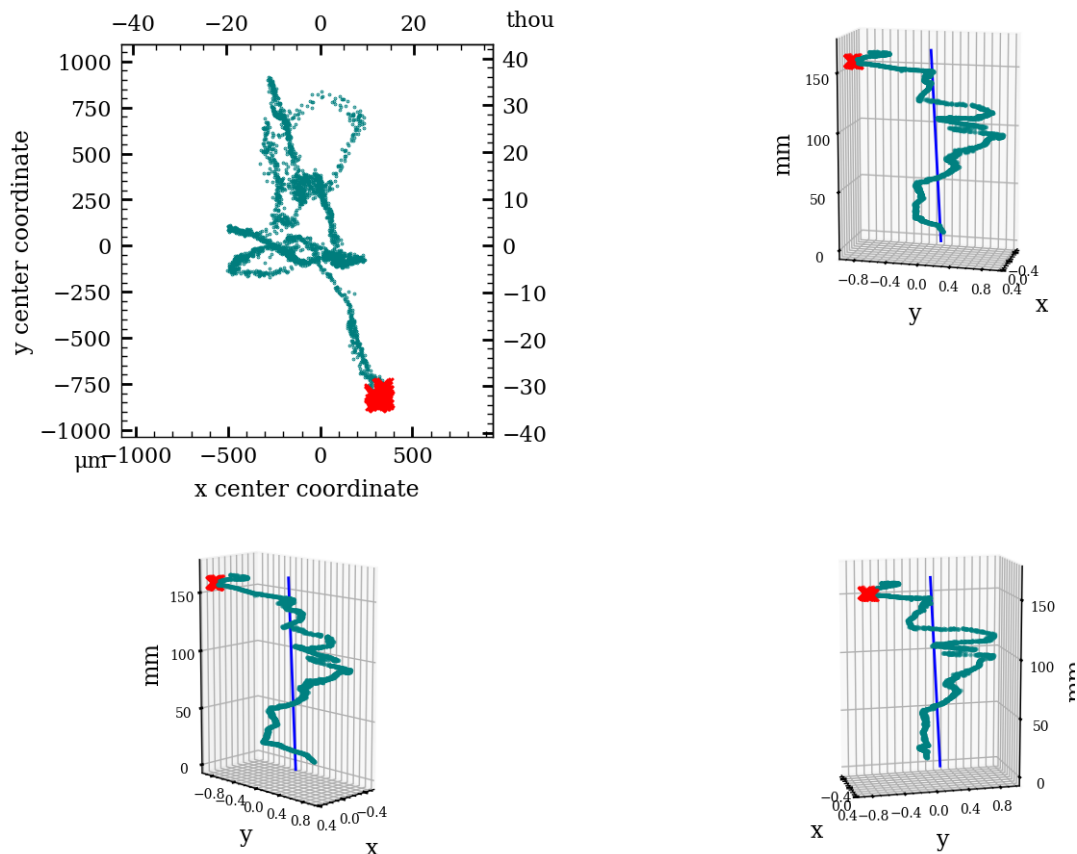 −40 −20 0 20 thou
1000
750
500
250
0
−250
−500
−750
−1000
40
30
20
10
0
−10
−20
−30
−40
y center coordinate
μm −1000 −500 0 500
x center coordinate
150
100
50
0
mm
−0.8 −0.4 0.0 0.4 0.8 0.4 0.0 −0.4
y
x
150
100
50
0
mm
−0.8 −0.4 0.0 0.4 0.8 0.4 −0.4
y
x
150
100
50
0
mm
−0.4 0.0 0.4 −0.8 −0.4 0.0 0.4 0.8
x
y